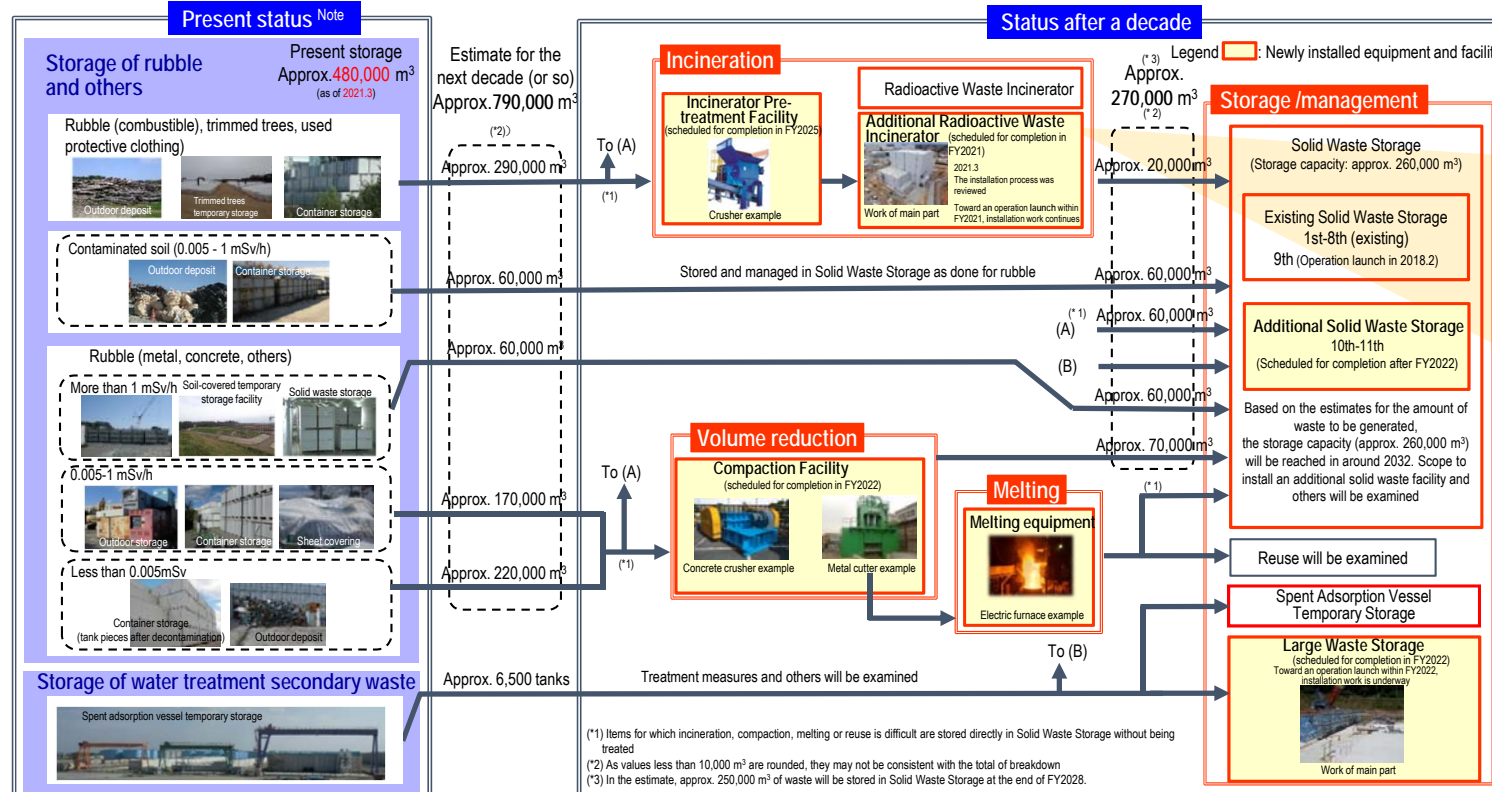 Present status Note
Storage of rubble
and others
Present storage
Approx.480,000 m³
(as of 2021.3)
Rubble (combustible), trimmed trees, used
protective clothing)
Outdoor deposit
Trimmed trees
temporary storage
Container storage
Contaminated soil (0.005 - 1 mSv/h)
Outdoor deposit
Container storage
Rubble (metal, concrete, others)
More than 1 mSv/h
Soil-covered temporary
storage facility
Solid waste storage
0.005-1 mSv/h
Outdoor storage
Container storage
Sheet covering
Less than 0.005mSv
Container storage
(tank pieces after decontamination)
Outdoor deposit
Storage of water treatment secondary waste
Spent adsorption vessel temporary storage
Estimate for the
next decade (or so)
Approx.790,000 m³
(*2)
Approx. 290,000 m³
Approx. 60,000 m³
Approx. 60,000 m³
Approx. 170,000 m³
Approx. 220,000 m³
Approx. 6,500 tanks
Status after a decade
Legend
: Newly installed equipment and facilit
To (A)
(*1)
Incineration
Incinerator Pre-
treatment Facility
(scheduled for completion in FY2025)
Crusher example
Radioactive Waste Incinerator
Additional Radioactive Waste
Incinerator (scheduled for completion in
FY2021)
2021.3
The installation process was
reviewed
Toward an operation launch within
FY2021, installation work continues
Work of main part
Stored and managed in Solid Waste Storage as done for rubble
(*3)
Approx.
270,000 m³
(*2)
Approx. 20,000m³
Approx. 60,000m³
(A)
(*1)
Approx. 60,000m³
(B)
Approx. 60,000m³
Approx. 70,000m³
To (A)
(*1)
Volume reduction
Compaction Facility
(scheduled for completion in FY2022)
Concrete crusher example
Metal cutter example
Melting
Melting equipment
Electric furnace example
(*1)
To (B)
Treatment measures and others will be examined
Storage /management
Solid Waste Storage
(Storage capacity: approx. 260,000 m³)
Existing Solid Waste Storage
1st-8th (existing)
9th (Operation launch in 2018.2)
Additional Solid Waste Storage
10th-11th
(Scheduled for completion after FY2022)
Based on the estimates for the amount of
waste to be generated,
the storage capacity (approx. 260,000 m³)
will be reached in around 2032. Scope to
install an additional solid waste facility and
others will be examined
Reuse will be examined
Spent Adsorption Vessel
Temporary Storage
Large Waste Storage
(scheduled for completion in FY2022)
Toward an operation launch within FY2022,
installation work is underway
Work of main part
(*1) Items for which incineration, compaction, melting or reuse is difficult are stored directly in Solid Waste Storage without being
treated
(*2) As values less than 10,000 m³ are rounded, they may not be consistent with the total of breakdown
(*3) In the estimate, approx. 250,000 m³ of waste will be stored in Solid Waste Storage at the end of FY2028.